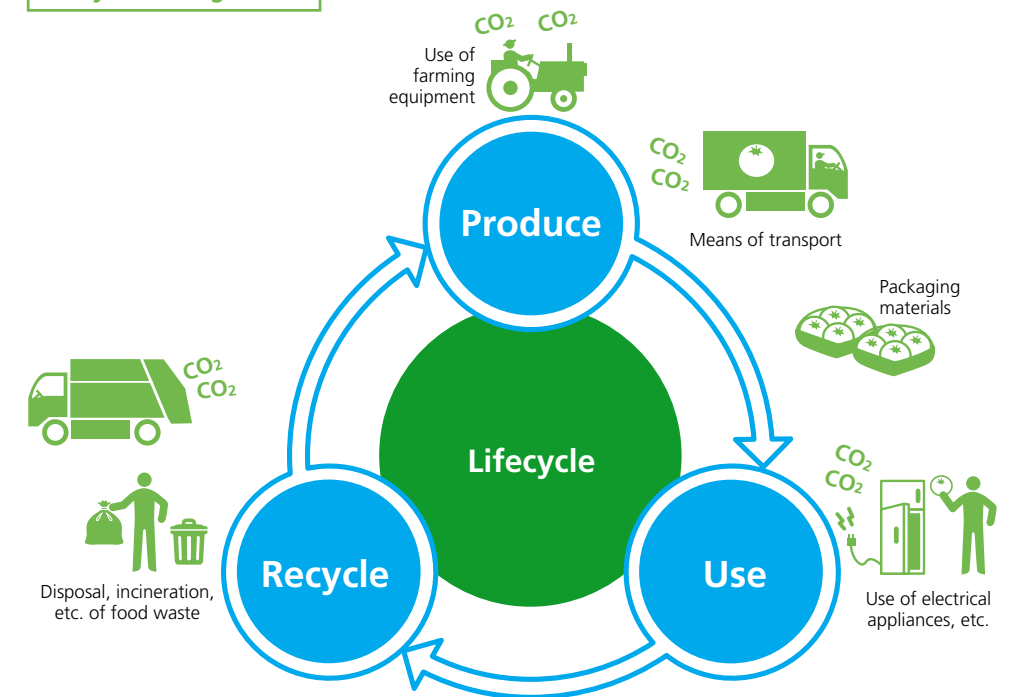 CO2 CO2
Use of
farming
equipment
CO2
CO2
Produce
Means of transport
Packaging
materials
CO2
CO2
Lifecycle
CO2
CO2
Recycle
Use
Disposal, incineration,
etc. of food waste
Use of electrical
appliances, etc.